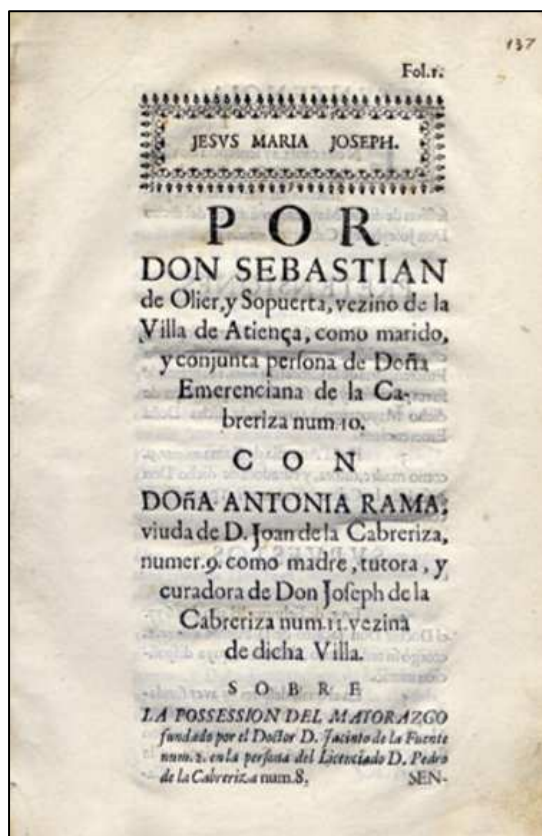 137
Fol.1.
JESVS MARIA JOSEPH.
POR
DON SEBASTIAN
de Olier, y Sopuerta, vezino de la
Villa de Atiença, como marido,
y conjunta perſona de Doña
Emerenciana de la Ca-
breriza num.10.
CON
DOñA ANTONIA RAMA,
viuda de D. Joan de la Cabreriza,
numer.9. como madre, tutora, y
curadora de Don Joſeph de la
Cabreriza num.11. vezina
de dicha Villa.
SOBRE
LA POSSESSION DEL MATORAZGO
fundado por el Doctor D. Jacinto de la Fuente
num.2. en la perſona del Licenciado D. Pedro
de la Cabreriza num.8, SEN-